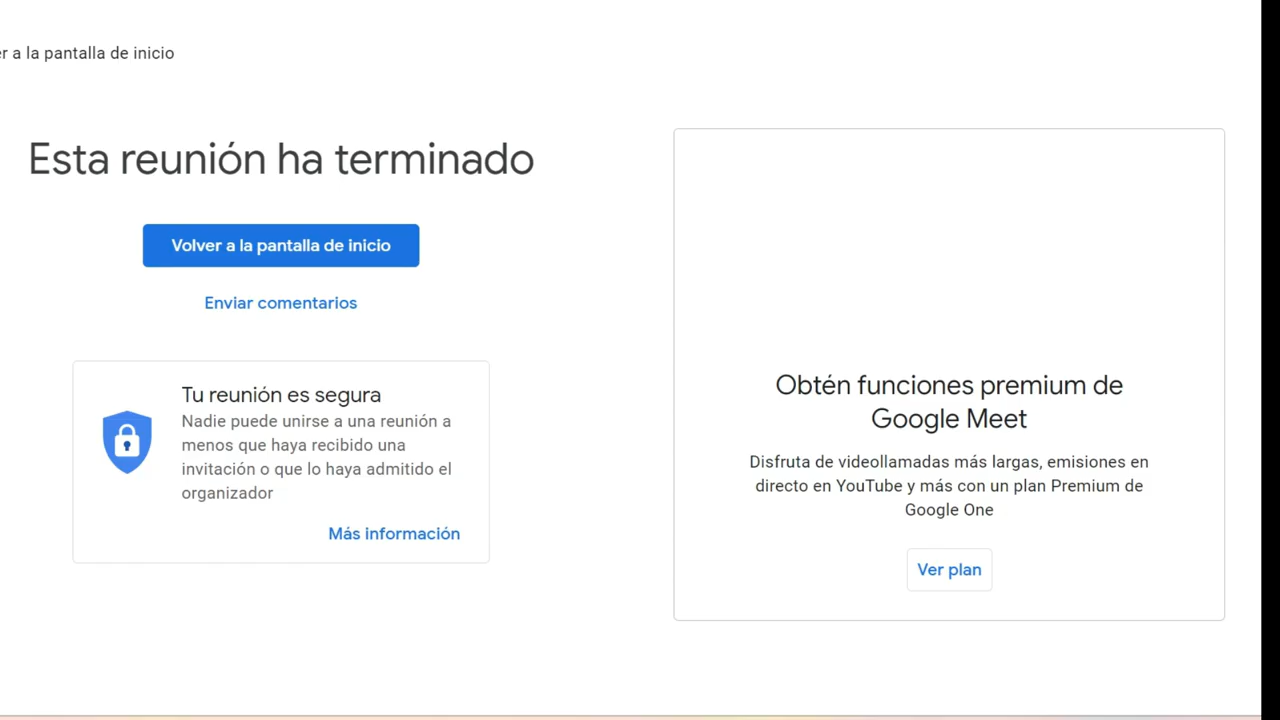 a la pantalla de inicio
Esta reunión ha terminado
Volver a la pantalla de inicio
Enviar comentarios
Tu reunión es segura
Nadie puede unirse a una reunión a
menos que haya recibido una
invitación o que lo haya admitido el
organizador
Más información
Obtén funciones premium de
Google Meet
Disfruta de videollamadas más largas, emisiones en
directo en YouTube y más con un plan Premium de
Google One
Ver plan